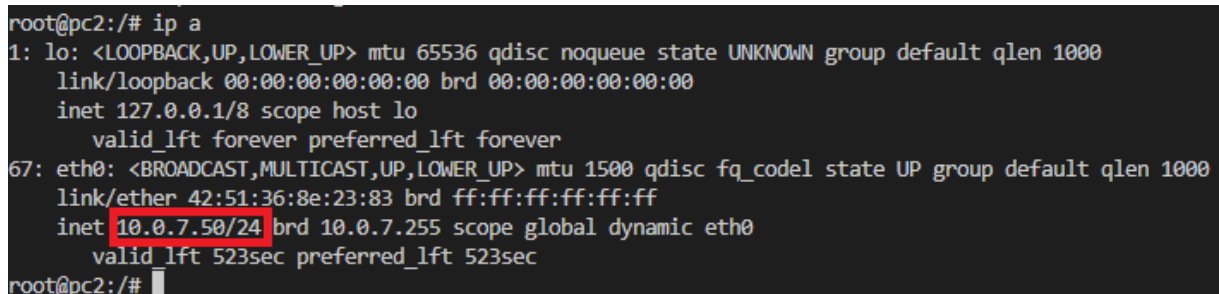 root@pc2:/# ip a
1: lo: <LOOPBACK,UP,LOWER_UP> mtu 65536 qdisc noqueue state UNKNOWN group default qlen 1000
    link/loopback 00:00:00:00:00:00 brd 00:00:00:00:00:00
    inet 127.0.0.1/8 scope host lo
       valid_lft forever preferred_lft forever
67: eth0: <BROADCAST,MULTICAST,UP,LOWER_UP> mtu 1500 qdisc fq_codel state UP group default qlen 1000
    link/ether 42:51:36:8e:23:83 brd ff:ff:ff:ff:ff:ff
    inet 10.0.7.50/24 brd 10.0.7.255 scope global dynamic eth0
       valid_lft 523sec preferred_lft 523sec
root@pc2:/#